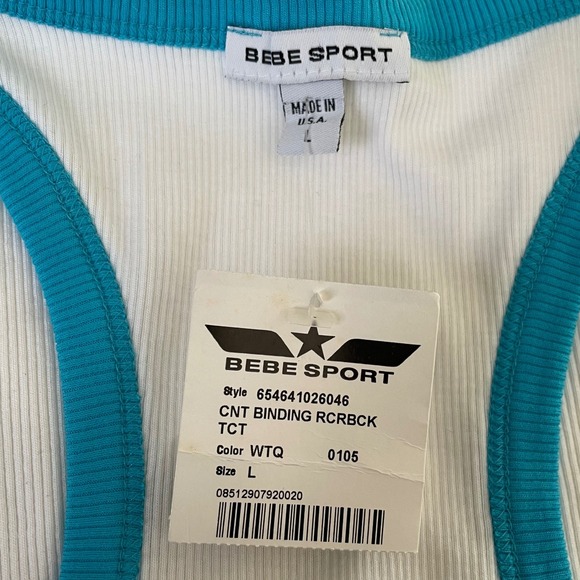 BEBE SPORT
MADE IN
U.S.A.
L
BEBE SPORT
Style 654641026046
CNT BINDING RCRBCK
TCT
Color WTQ 0105
Size L
08512907920020